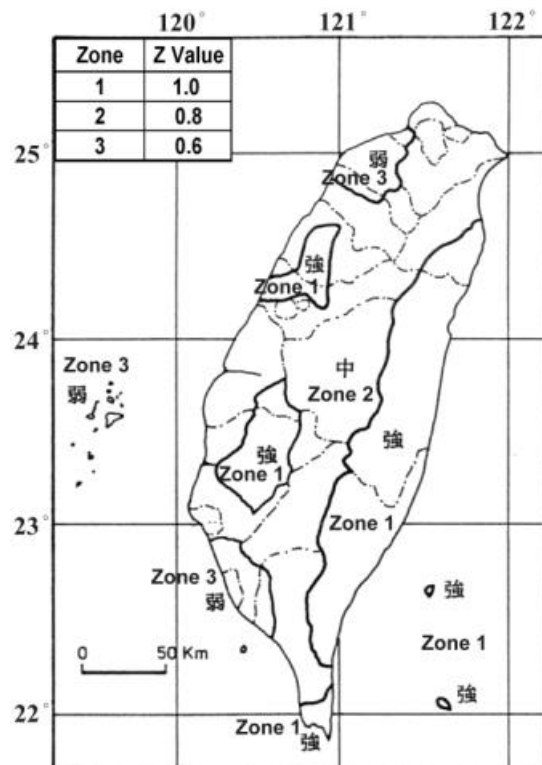 120° 121° 122°
Zone Z Value
1 1.0
2 0.8
3 0.6
25°
弱
Zone 3
強
Zone 1
24°
Zone 3
弱
中
Zone 2
強
強
Zone 1
Zone 1
23°
Zone 3
弱
強
Zone 1
0 50 Km
強
22°
Zone 1
強